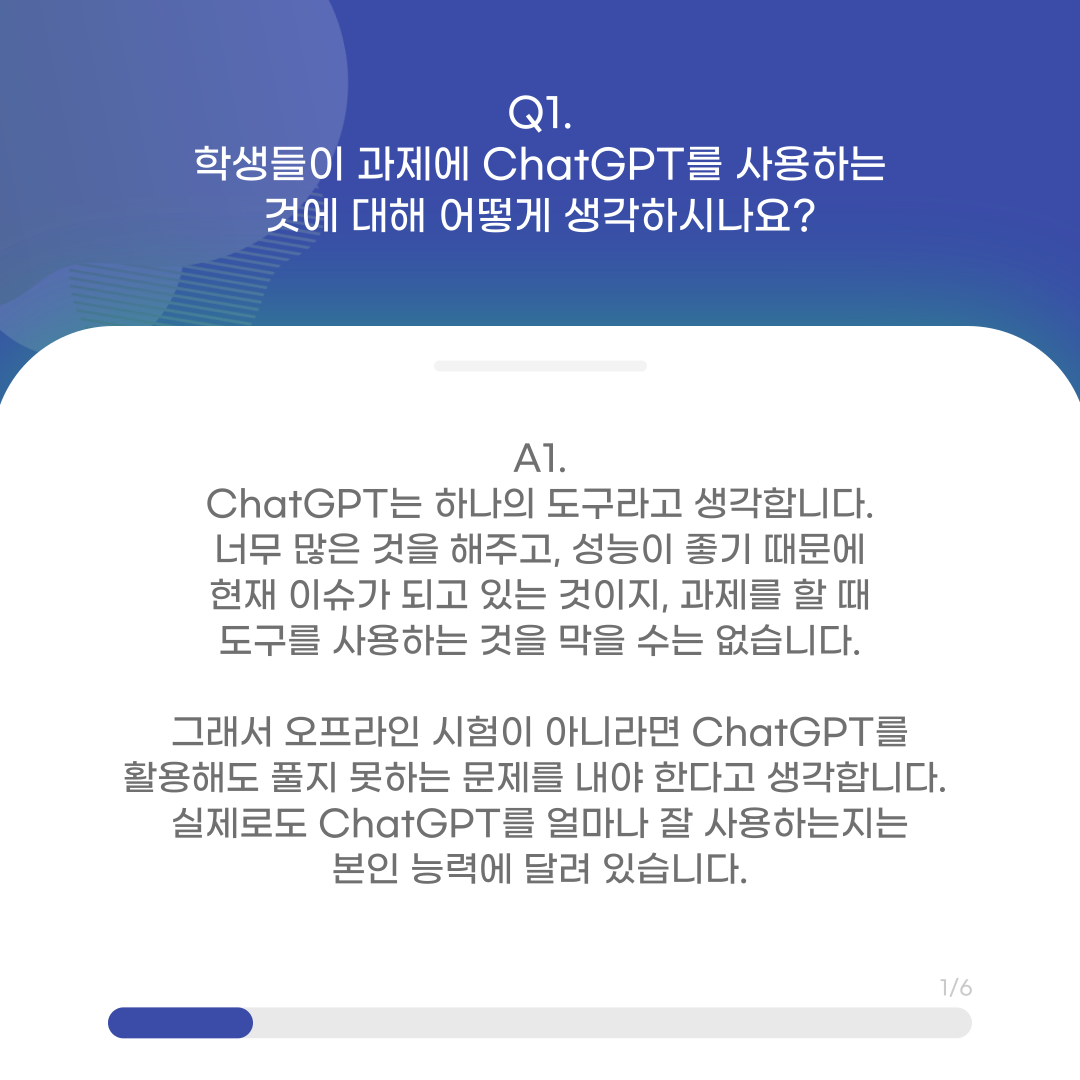 Q1.
학생들이 과제에 ChatGPT를 사용하는
것에 대해 어떻게 생각하시나요?
A1.
ChatGPT는 하나의 도구라고 생각합니다.
너무 많은 것을 해주고, 성능이 좋기 때문에
현재 이슈가 되고 있는 것이지, 과제를 할 때
도구를 사용하는 것을 막을 수는 없습니다.
그래서 오프라인 시험이 아니라면 ChatGPT를
활용해도 풀지 못하는 문제를 내야 한다고 생각합니다.
실제로도 ChatGPT를 얼마나 잘 사용하는지는
본인 능력에 달려 있습니다.
1/6